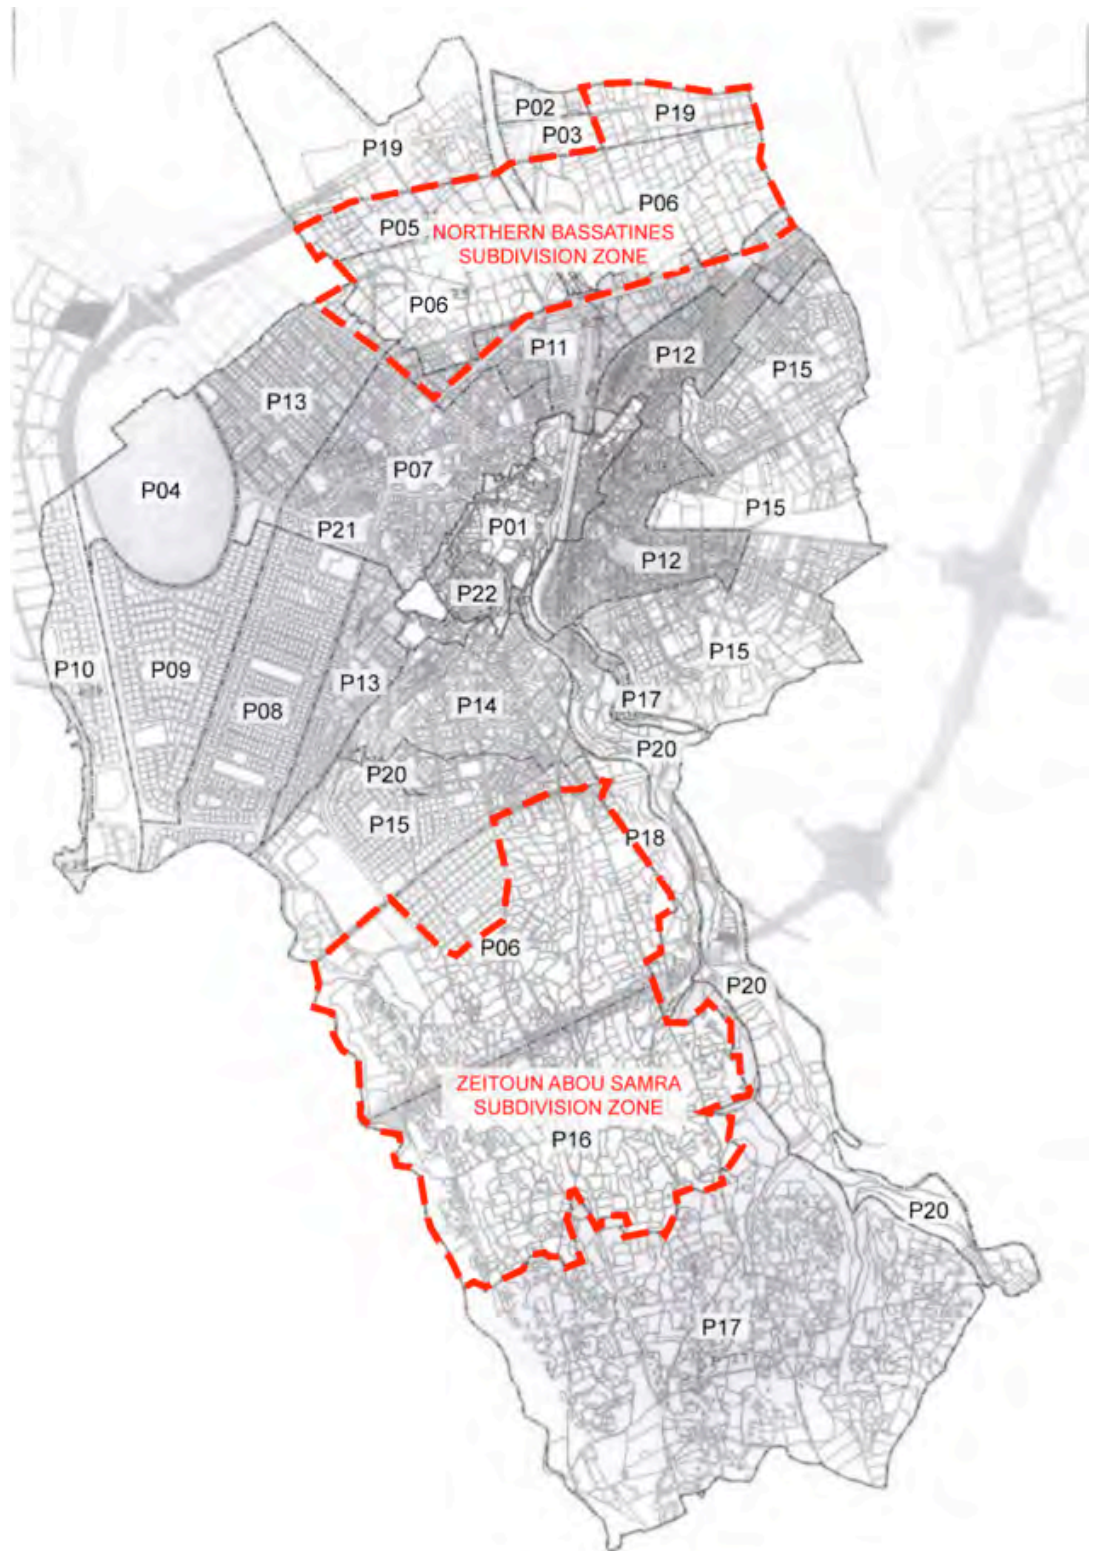 P02
P19
P03
P19
P06
P05
NORTHERN BASSATINES
SUBDIVISION ZONE
P06
P11
P12
P15
P13
P07
P04
P15
P21
P01
P12
P22
P15
P10
P09
P13
P17
P14
P08
P20
P20
P15
P18
P06
P20
ZEITOUN ABOU SAMRA
SUBDIVISION ZONE
P16
P20
P17